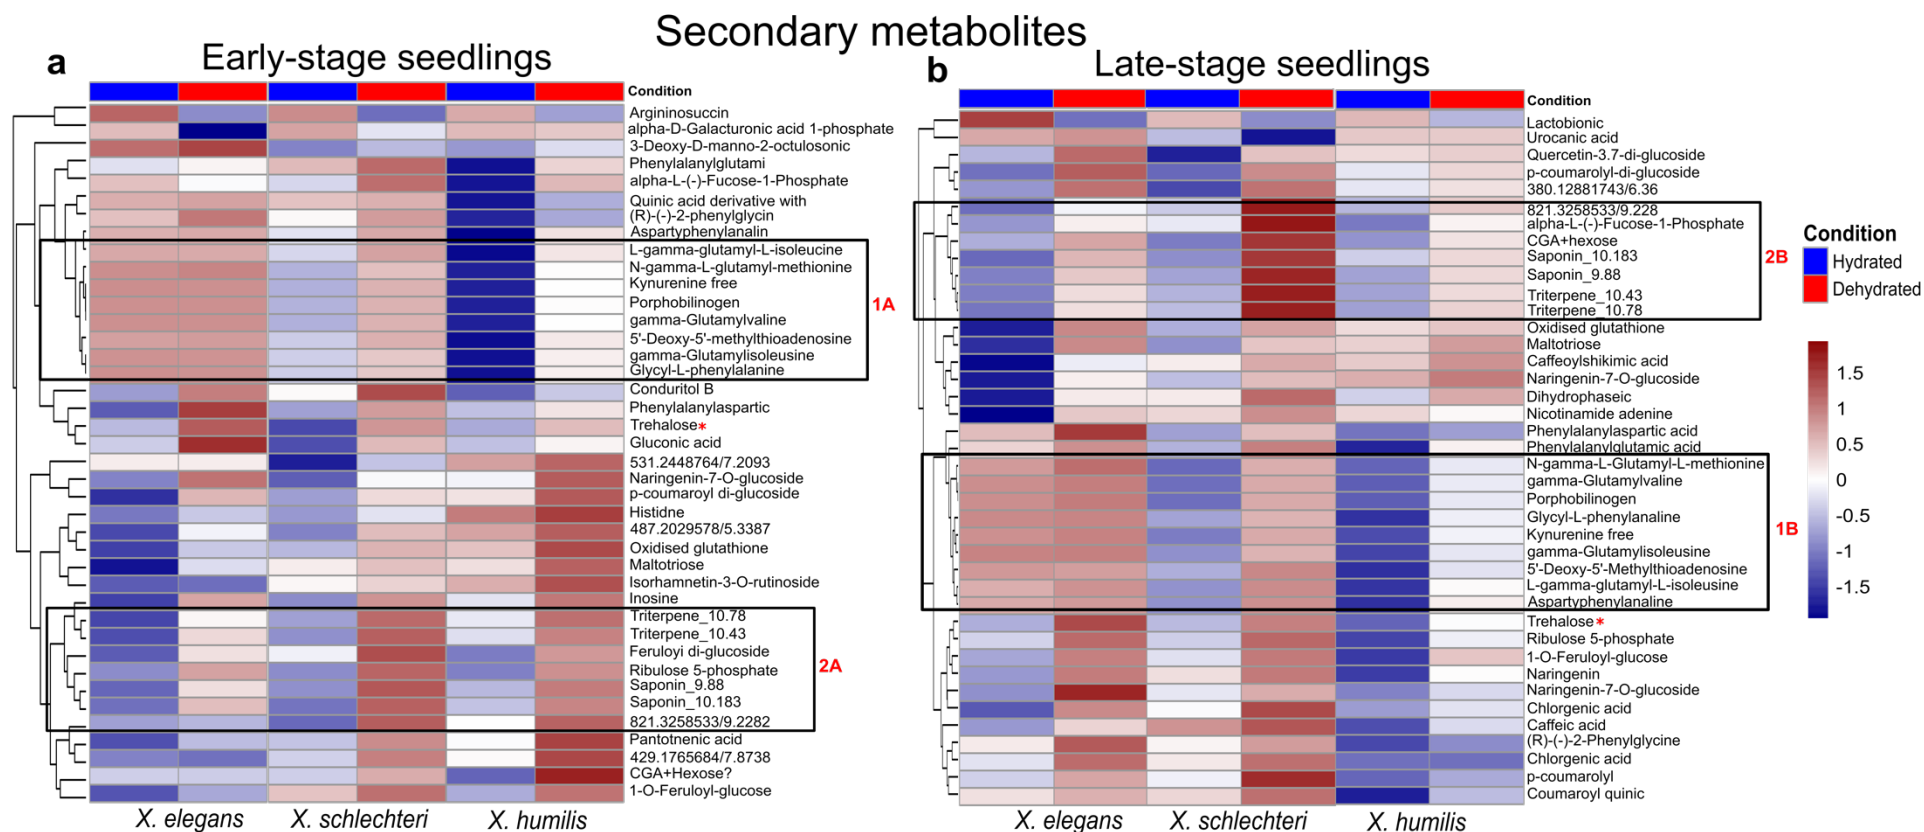 Secondary metabolites
a
Early-stage seedlings
Condition
Argininosuccin
alpha-D-Galacturonic acid 1-phosphate
3-Deoxy-D-manno-2-octulosonic
Phenylalanylglutami
alpha-L-(-)-Fucose-1-Phosphate
Quinic acid derivative with
(R)-(-)-2-phenylglycin
Aspartyphenylalanin
L-gamma-glutamyl-L-isoleucine
N-gamma-L-glutamyl-methionine
Kynurenine free
Porphobilinogen
gamma-Glutamylvaline
5'-Deoxy-5'-methylthioadenosine
gamma-Glutamylisoleusine
Glycyl-L-phenylalanine
1A
Conduritol B
Phenylalanylaspartic
Trehalose*
Gluconic acid
531.2448764/7.2093
Naringenin-7-O-glucoside
p-coumaroyl di-glucoside
Histidne
487.2029578/5.3387
Oxidised glutathione
Maltotriose
Isorhamnetin-3-O-rutinoside
Inosine
Triterpene_10.78
Triterpene_10.43
Feruloyi di-glucoside
Ribulose 5-phosphate
Saponin_9.88
Saponin_10.183
821.3258533/9.2282
2A
Pantotnenic acid
429.1765684/7.8738
CGA+Hexose?
1-O-Feruloyl-glucose
X. elegans X. schlechteri X. humilis
b
Late-stage seedlings
Condition
Lactobionic
Urocanic acid
Quercetin-3.7-di-glucoside
p-coumarolyl-di-glucoside
380.12881743/6.36
821.3258533/9.228
alpha-L-(-)-Fucose-1-Phosphate
CGA+hexose
Saponin_10.183
Saponin_9.88
Triterpene_10.43
Triterpene_10.78
2B
Oxidised glutathione
Maltotriose
Caffeoylshikimic acid
Naringenin-7-O-glucoside
Dihydrophaseic
Nicotinamide adenine
Phenylalanylaspartic acid
Phenylalanylglutamic acid
N-gamma-L-Glutamyl-L-methionine
gamma-Glutamylvaline
Porphobilinogen
Glycyl-L-phenylanaline
Kynurenine free
gamma-Glutamylisoleusine
5'-Deoxy-5'-Methylthioadenosine
L-gamma-glutamyl-L-isoleusine
Aspartyphenylanaline
1B
Trehalose*
Ribulose 5-phosphate
1-O-Feruloyl-glucose
Naringenin
Naringenin-7-O-glucoside
Chlorgenic acid
Caffeic acid
(R)-(-)-2-Phenylglycine
Chlorgenic acid
p-coumarolyl
Coumaroyl quinic
X. elegans X. schlechteri X. humilis
Condition
Hydrated
Dehydrated
1.5
1
0.5
0
-0.5
-1
-1.5